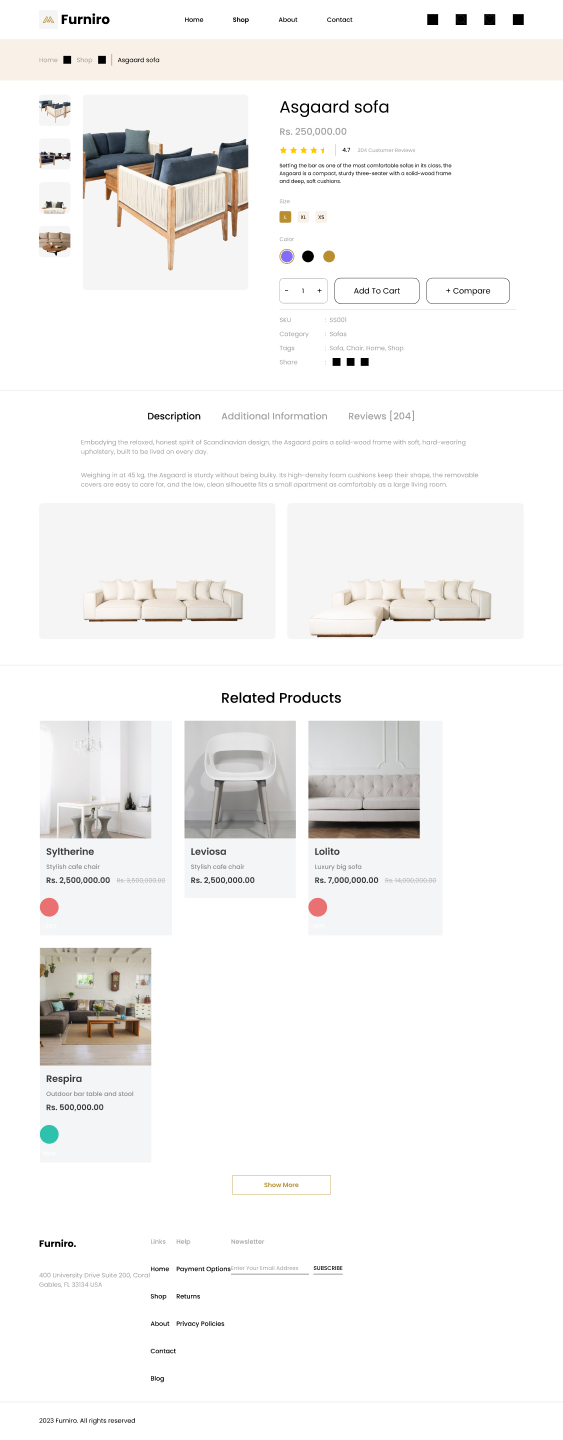 Furniro
Home
Shop
About
Contact
Home
Shop
Asgaard sofa
Asgaard sofa
Rs. 250,000.00
4.7
204 Customer Reviews
Setting the bar as one of the most comfortable sofas in its class, the
Asgaard is a compact, sturdy three-seater with a solid-wood frame
and deep, soft cushions.
Size
L
XL
XS
Color
-
1
+
Add To Cart
+ Compare
SKU : SS001
Category : Sofas
Tags : Sofa, Chair, Home, Shop
Share :
Description
Additional Information
Reviews [204]
Embodying the relaxed, honest spirit of Scandinavian design, the Asgaard pairs a solid-wood frame with soft, hard-wearing
upholstery, built to be lived on every day.
Weighing in at 45 kg, the Asgaard is sturdy without being bulky. Its high-density foam cushions keep their shape, the removable
covers are easy to care for, and the low, clean silhouette fits a small apartment as comfortably as a large living room.
Related Products
Syltherine
Stylish cafe chair
Rs. 2,500,000.00 Rs. 3,500,000.00
Leviosa
Stylish cafe chair
Rs. 2,500,000.00
Lolito
Luxury big sofa
Rs. 7,000,000.00 Rs. 14,000,000.00
Respira
Outdoor bar table and stool
Rs. 500,000.00
Show More
Furniro.
400 University Drive Suite 200, Coral
Gables, FL 33134 USA
Links
Home
Shop
About
Contact
Blog
Help
Payment Options
Returns
Privacy Policies
Newsletter
Enter Your Email Address
SUBSCRIBE
2023 Furniro. All rights reserved